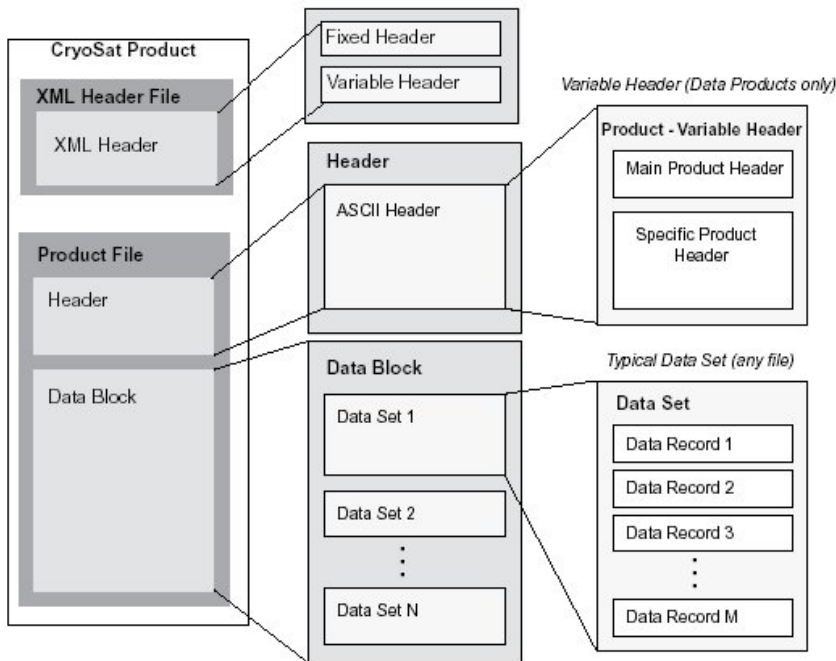 CryoSat Product
XML Header File
XML Header
Product File
Header
Data Block
Fixed Header
Variable Header
Header
ASCII Header
Data Block
Data Set 1
Data Set 2
Data Set N
Variable Header (Data Products only)
Product - Variable Header
Main Product Header
Specific Product
Header
Typical Data Set (any file)
Data Set
Data Record 1
Data Record 2
Data Record 3
Data Record M